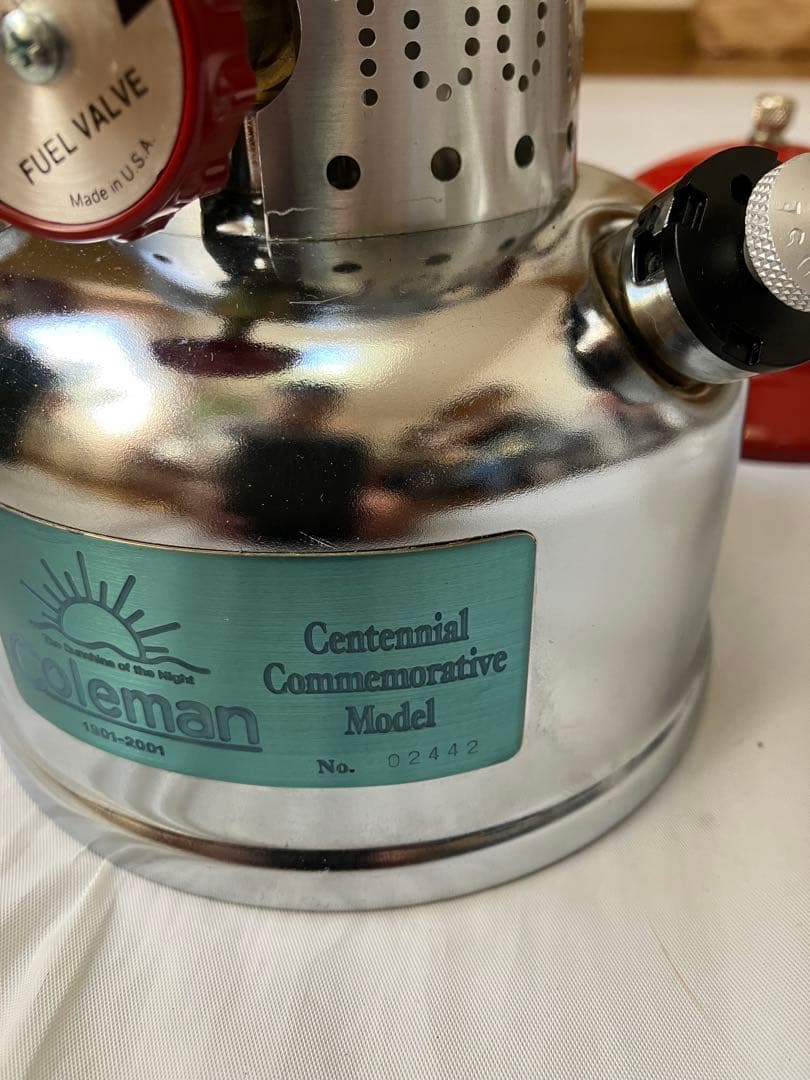 FUEL VALVE
Made in U.S.A.
The Sunshine of the Night
Coleman
1901-2001
Centennial
Commemorative
Model
No. 02442